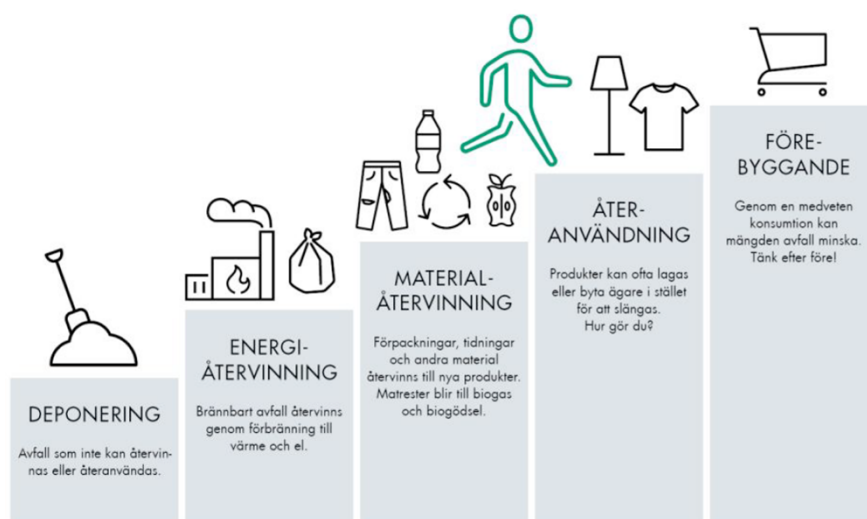 DEPONERING
Avfall som inte kan återvin-
nas eller återanvändas.
ENERGI-
ÅTERVINNING
Brännbart avfall återvinns
genom förbränning till
värme och el.
MATERIAL-
ÅTERVINNING
Förpackningar, tidningar
och andra material
återvinns till nya produkter.
Matrester blir till biogas
och biogödsel.
ÅTER-
ANVÄNDNING
Produkter kan ofta lagas
eller byta ägare i stället
för att slängas.
Hur gör du?
FÖRE-
BYGGANDE
Genom en medveten
konsumtion kan
mängden avfall minska.
Tänk efter före!